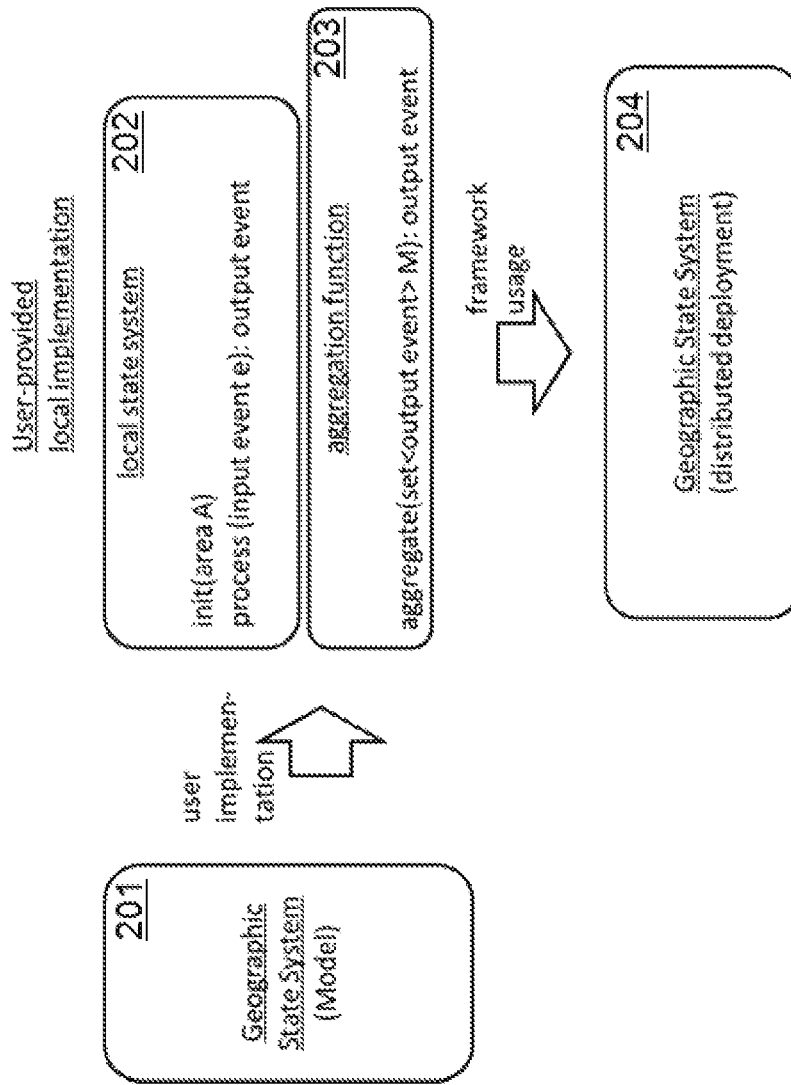 201
Geographic
State System
(Model)
user
implemen-
tation
User-provided
local implementation
202
local state system
init(area A)
process (input event e): output event
203
aggregation function
aggregate(set<output event> M): output event
framework
usage
204
Geographic State System
(distributed deployment)